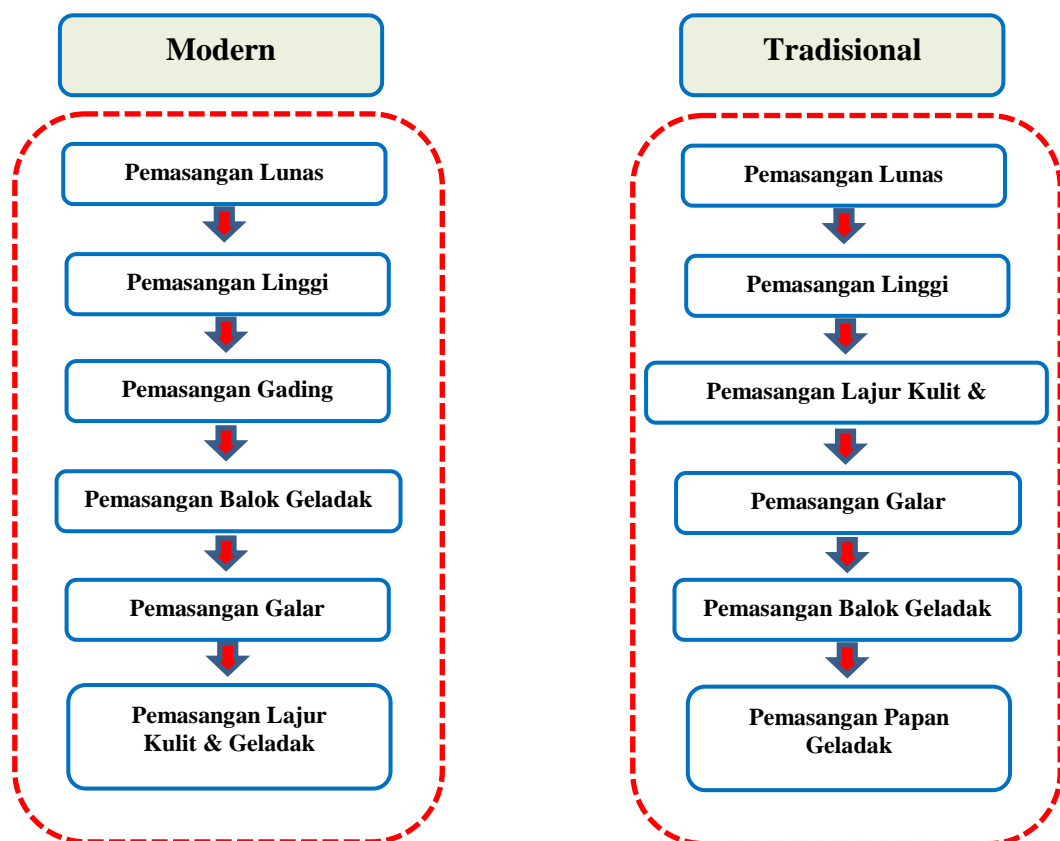 Modern
Pemasangan Lunas
Pemasangan Linggi
Pemasangan Gading
Pemasangan Balok Geladak
Pemasangan Galar
Pemasangan Lajur
Kulit & Geladak
Tradisional
Pemasangan Lunas
Pemasangan Linggi
Pemasangan Lajur Kulit &
Pemasangan Galar
Pemasangan Balok Geladak
Pemasangan Papan
Geladak